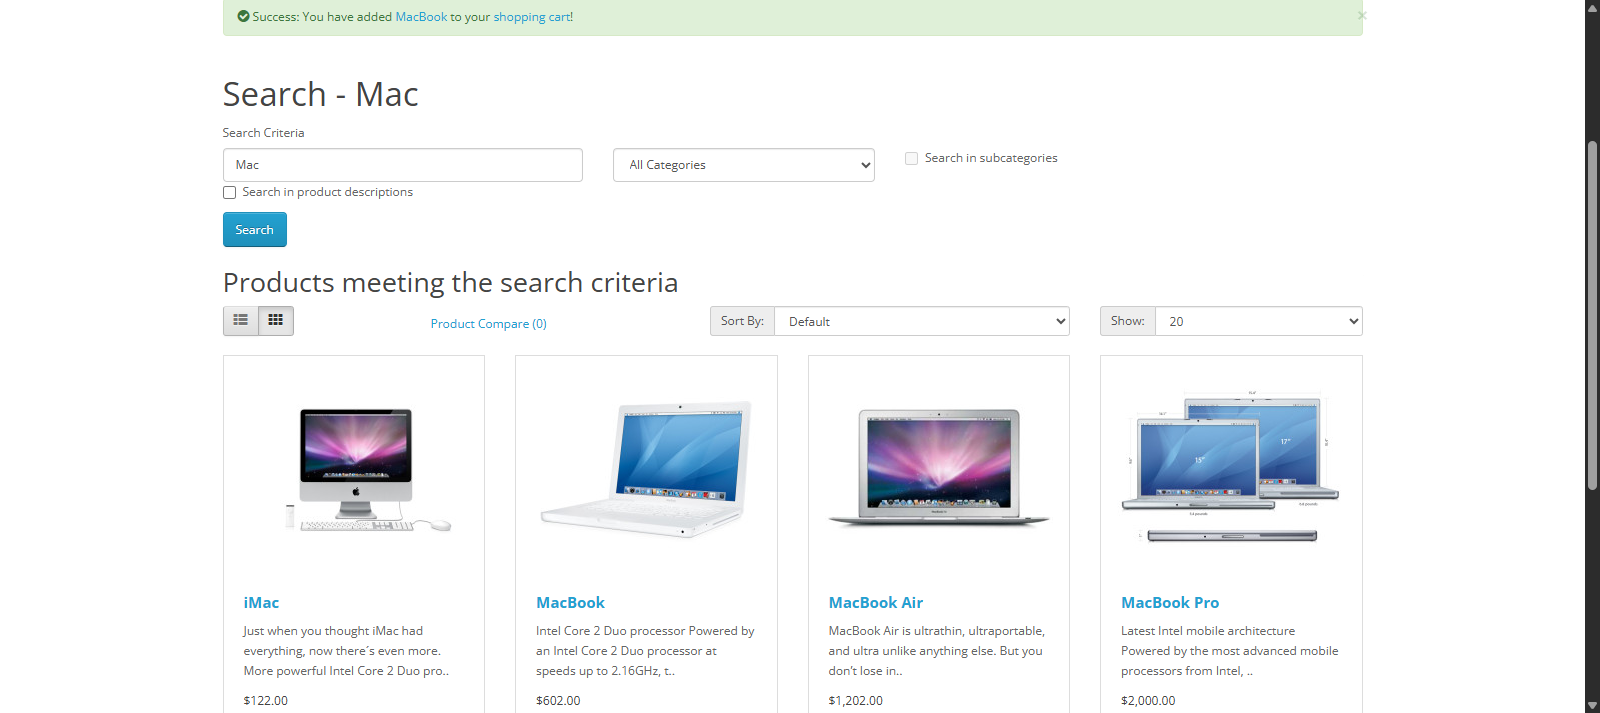 Success: You have added MacBook to your shopping cart!
×
Search - Mac
Search Criteria
Mac
All Categories
Search in subcategories
Search in product descriptions
Search
Products meeting the search criteria
Product Compare (0)
Sort By:
Default
Show:
20
15"
17"
iMac
Just when you thought iMac had
everything, now there´s even more.
More powerful Intel Core 2 Duo pro..
$122.00
MacBook
Intel Core 2 Duo processor Powered by
an Intel Core 2 Duo processor at
speeds up to 2.16GHz, t..
$602.00
MacBook Air
MacBook Air is ultrathin, ultraportable,
and ultra unlike anything else. But you
don’t lose in..
$1,202.00
MacBook Pro
Latest Intel mobile architecture
Powered by the most advanced mobile
processors from Intel, ..
$2,000.00